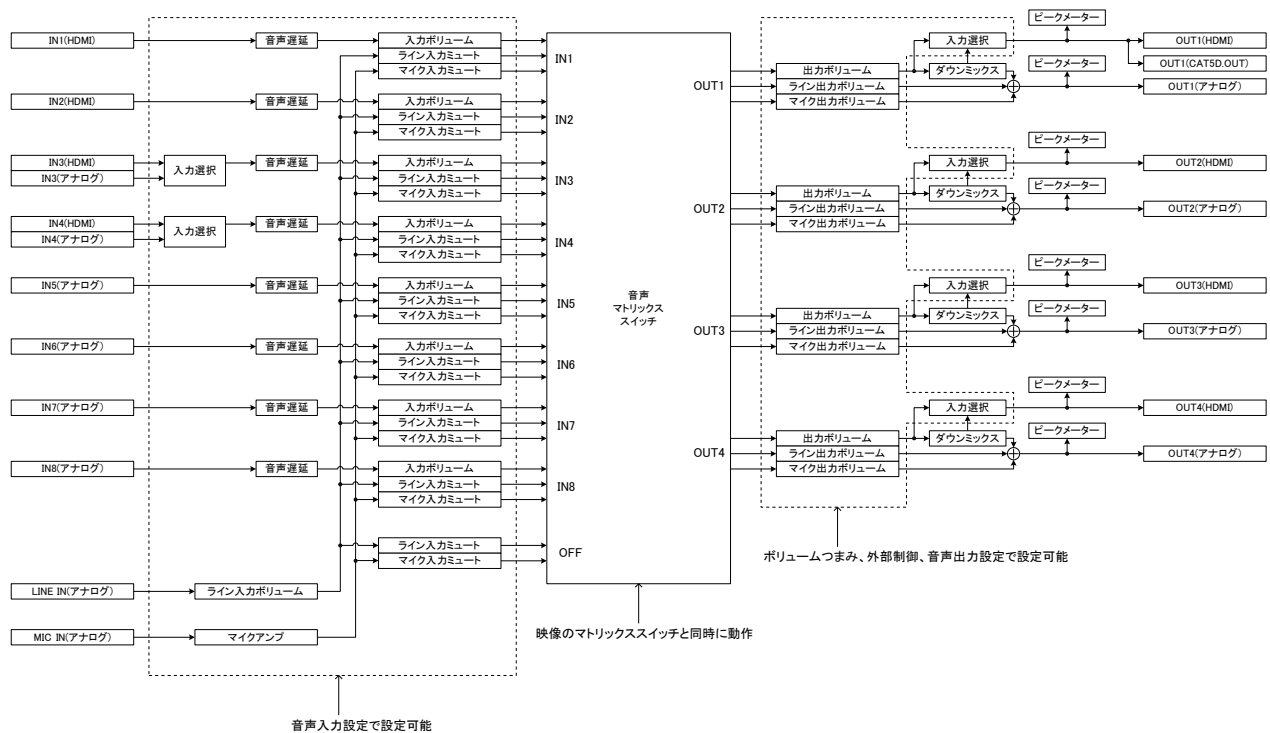 IN1(HDMI)
音声遅延
入力ボリューム
ライン入力ミュート
マイク入力ミュート
IN1
IN2(HDMI)
音声遅延
入力ボリューム
ライン入力ミュート
マイク入力ミュート
IN2
IN3(HDMI)
IN3(アナログ)
入力選択
音声遅延
入力ボリューム
ライン入力ミュート
マイク入力ミュート
IN3
IN4(HDMI)
IN4(アナログ)
入力選択
音声遅延
入力ボリューム
ライン入力ミュート
マイク入力ミュート
IN4
IN5(アナログ)
音声遅延
入力ボリューム
ライン入力ミュート
マイク入力ミュート
IN5
IN6(アナログ)
音声遅延
入力ボリューム
ライン入力ミュート
マイク入力ミュート
IN6
IN7(アナログ)
音声遅延
入力ボリューム
ライン入力ミュート
マイク入力ミュート
IN7
IN8(アナログ)
音声遅延
入力ボリューム
ライン入力ミュート
マイク入力ミュート
IN8
ライン入力ミュート
マイク入力ミュート
OFF
LINE IN(アナログ)
ライン入力ボリューム
MIC IN(アナログ)
マイクアンプ
音声入力設定で設定可能
音声
マトリックス
スイッチ
映像のマトリックススイッチと同時に動作
OUT1
出力ボリューム
ライン出力ボリューム
マイク出力ボリューム
入力選択
ダウンミックス
ピークメーター
ピークメーター
OUT1(HDMI)
OUT1(CAT5D.OUT)
OUT1(アナログ)
OUT2
出力ボリューム
ライン出力ボリューム
マイク出力ボリューム
入力選択
ダウンミックス
ピークメーター
ピークメーター
OUT2(HDMI)
OUT2(アナログ)
OUT3
出力ボリューム
ライン出力ボリューム
マイク出力ボリューム
入力選択
ダウンミックス
ピークメーター
ピークメーター
OUT3(HDMI)
OUT3(アナログ)
OUT4
出力ボリューム
ライン出力ボリューム
マイク出力ボリューム
入力選択
ダウンミックス
ピークメーター
ピークメーター
OUT4(HDMI)
OUT4(アナログ)
ボリュームつまみ、外部制御、音声出力設定で設定可能